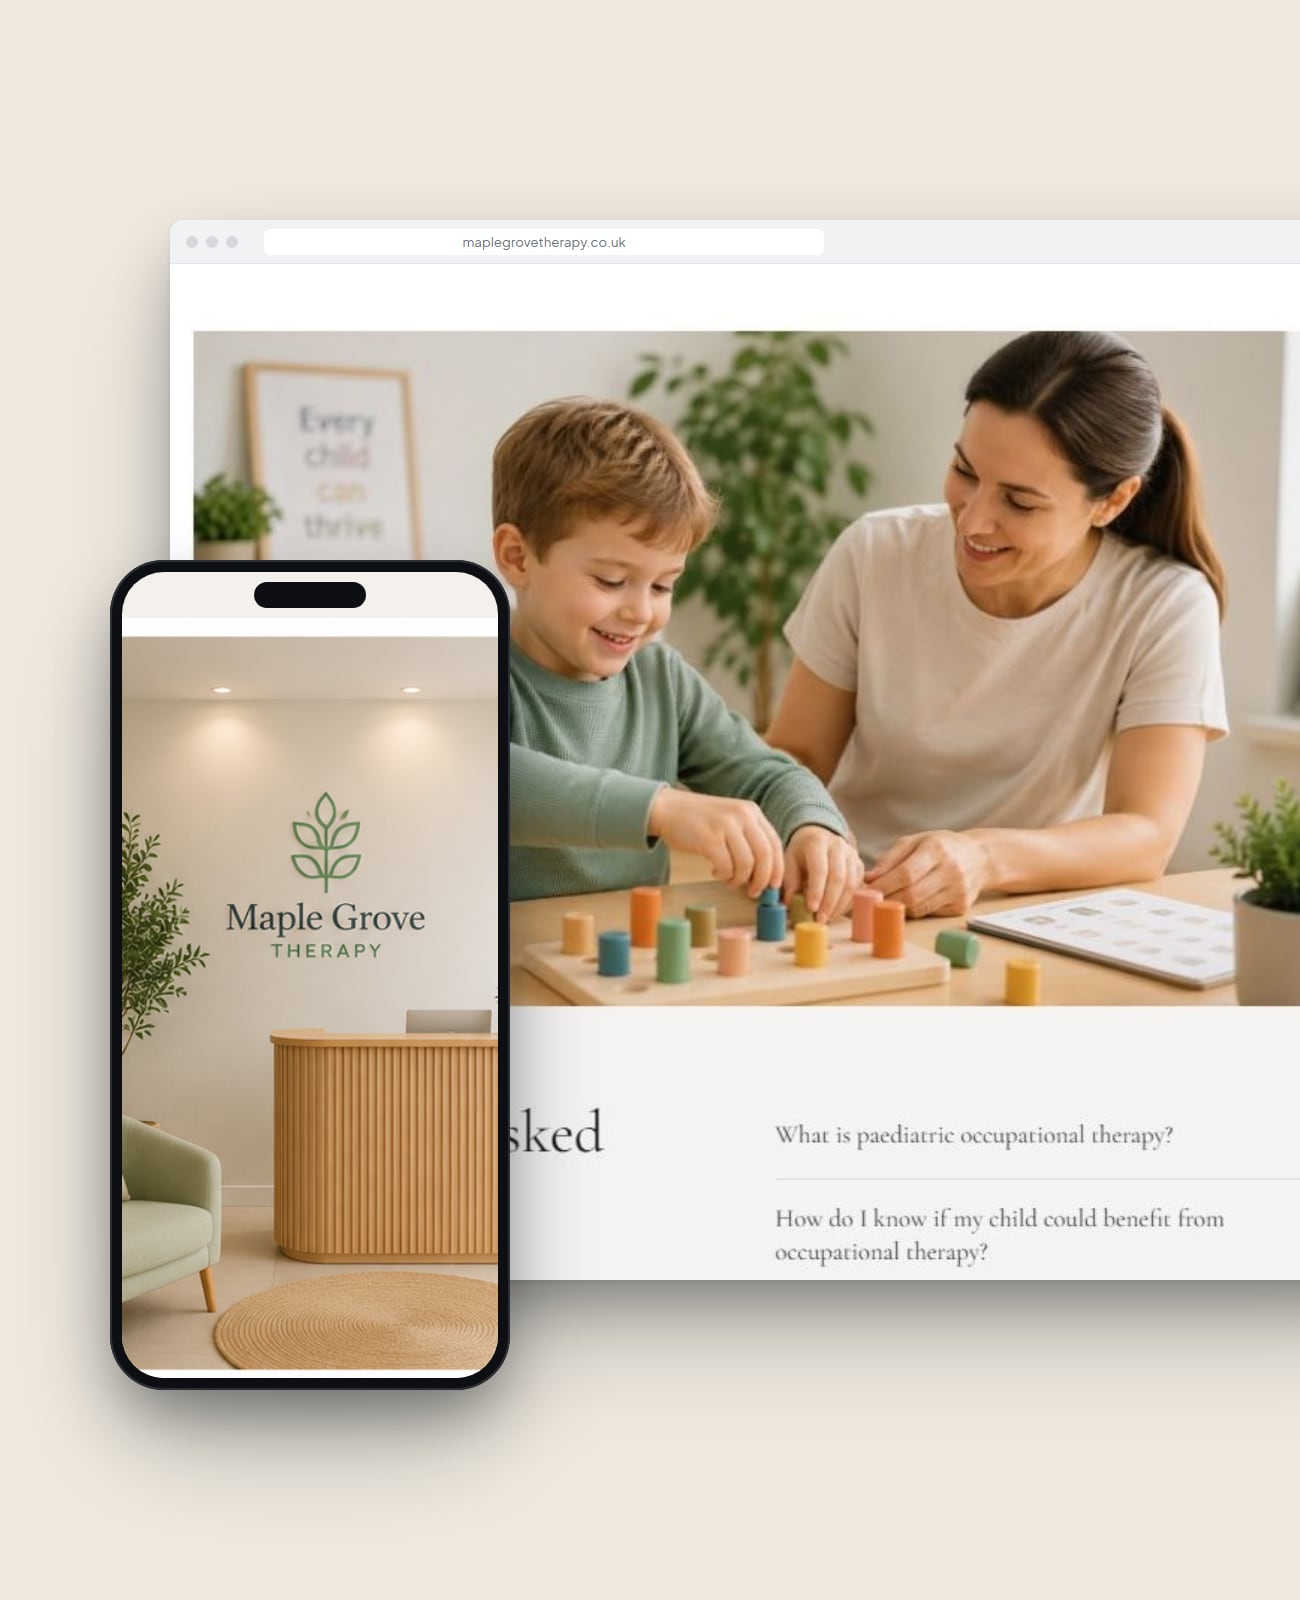 maplegrovetherapy.co.uk
Every
child
can
thrive
Maple Grove
THERAPY
sked
What is paediatric occupational therapy?
How do I know if my child could benefit from
occupational therapy?